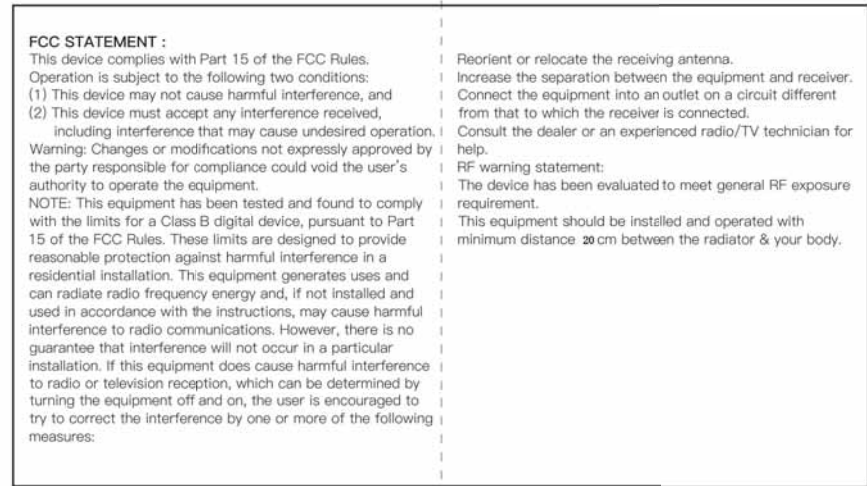 FCC STATEMENT :
This device complies with Part 15 of the FCC Rules.
Operation is subject to the following two conditions:
(1) This device may not cause harmful interference, and
(2) This device must accept any interference received,
including interference that may cause undesired operation.
Warning: Changes or modifications not expressly approved by
the party responsible for compliance could void the user's
authority to operate the equipment.
NOTE: This equipment has been tested and found to comply
with the limits for a Class B digital device, pursuant to Part
15 of the FCC Rules. These limits are designed to provide
reasonable protection against harmful interference in a
residential installation. This equipment generates uses and
can radiate radio frequency energy and, if not installed and
used in accordance with the instructions, may cause harmful
interference to radio communications. However, there is no
guarantee that interference will not occur in a particular
installation. If this equipment does cause harmful interference
to radio or television reception, which can be determined by
turning the equipment off and on, the user is encouraged to
try to correct the interference by one or more of the following
measures:
Reorient or relocate the receiving antenna.
Increase the separation between the equipment and receiver.
Connect the equipment into an outlet on a circuit different
from that to which the receiver is connected.
Consult the dealer or an experienced radio/TV technician for
help.
RF warning statement:
The device has been evaluated to meet general RF exposure
requirement.
This equipment should be installed and operated with
minimum distance 20 cm between the radiator & your body.